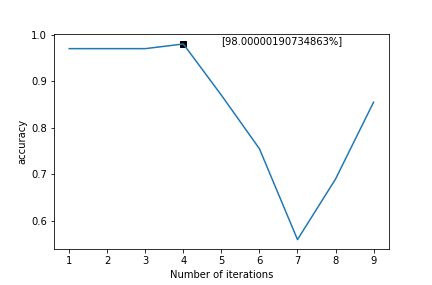 1.0
[98.00000190734863%]
0.9
0.8
0.7
0.6
accuracy
1 2 3 4 5 6 7 8 9
Number of iterations